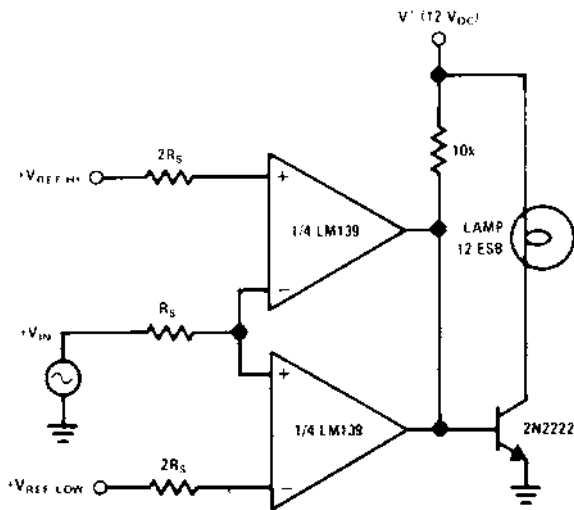 V⁺ (12 VDC)
2RS
+VREF HI
10k
1/4 LM139
LAMP
12 ESB
RS
+VIN
1/4 LM139
2N2222
2RS
+VREF LOW
+
−
+
−